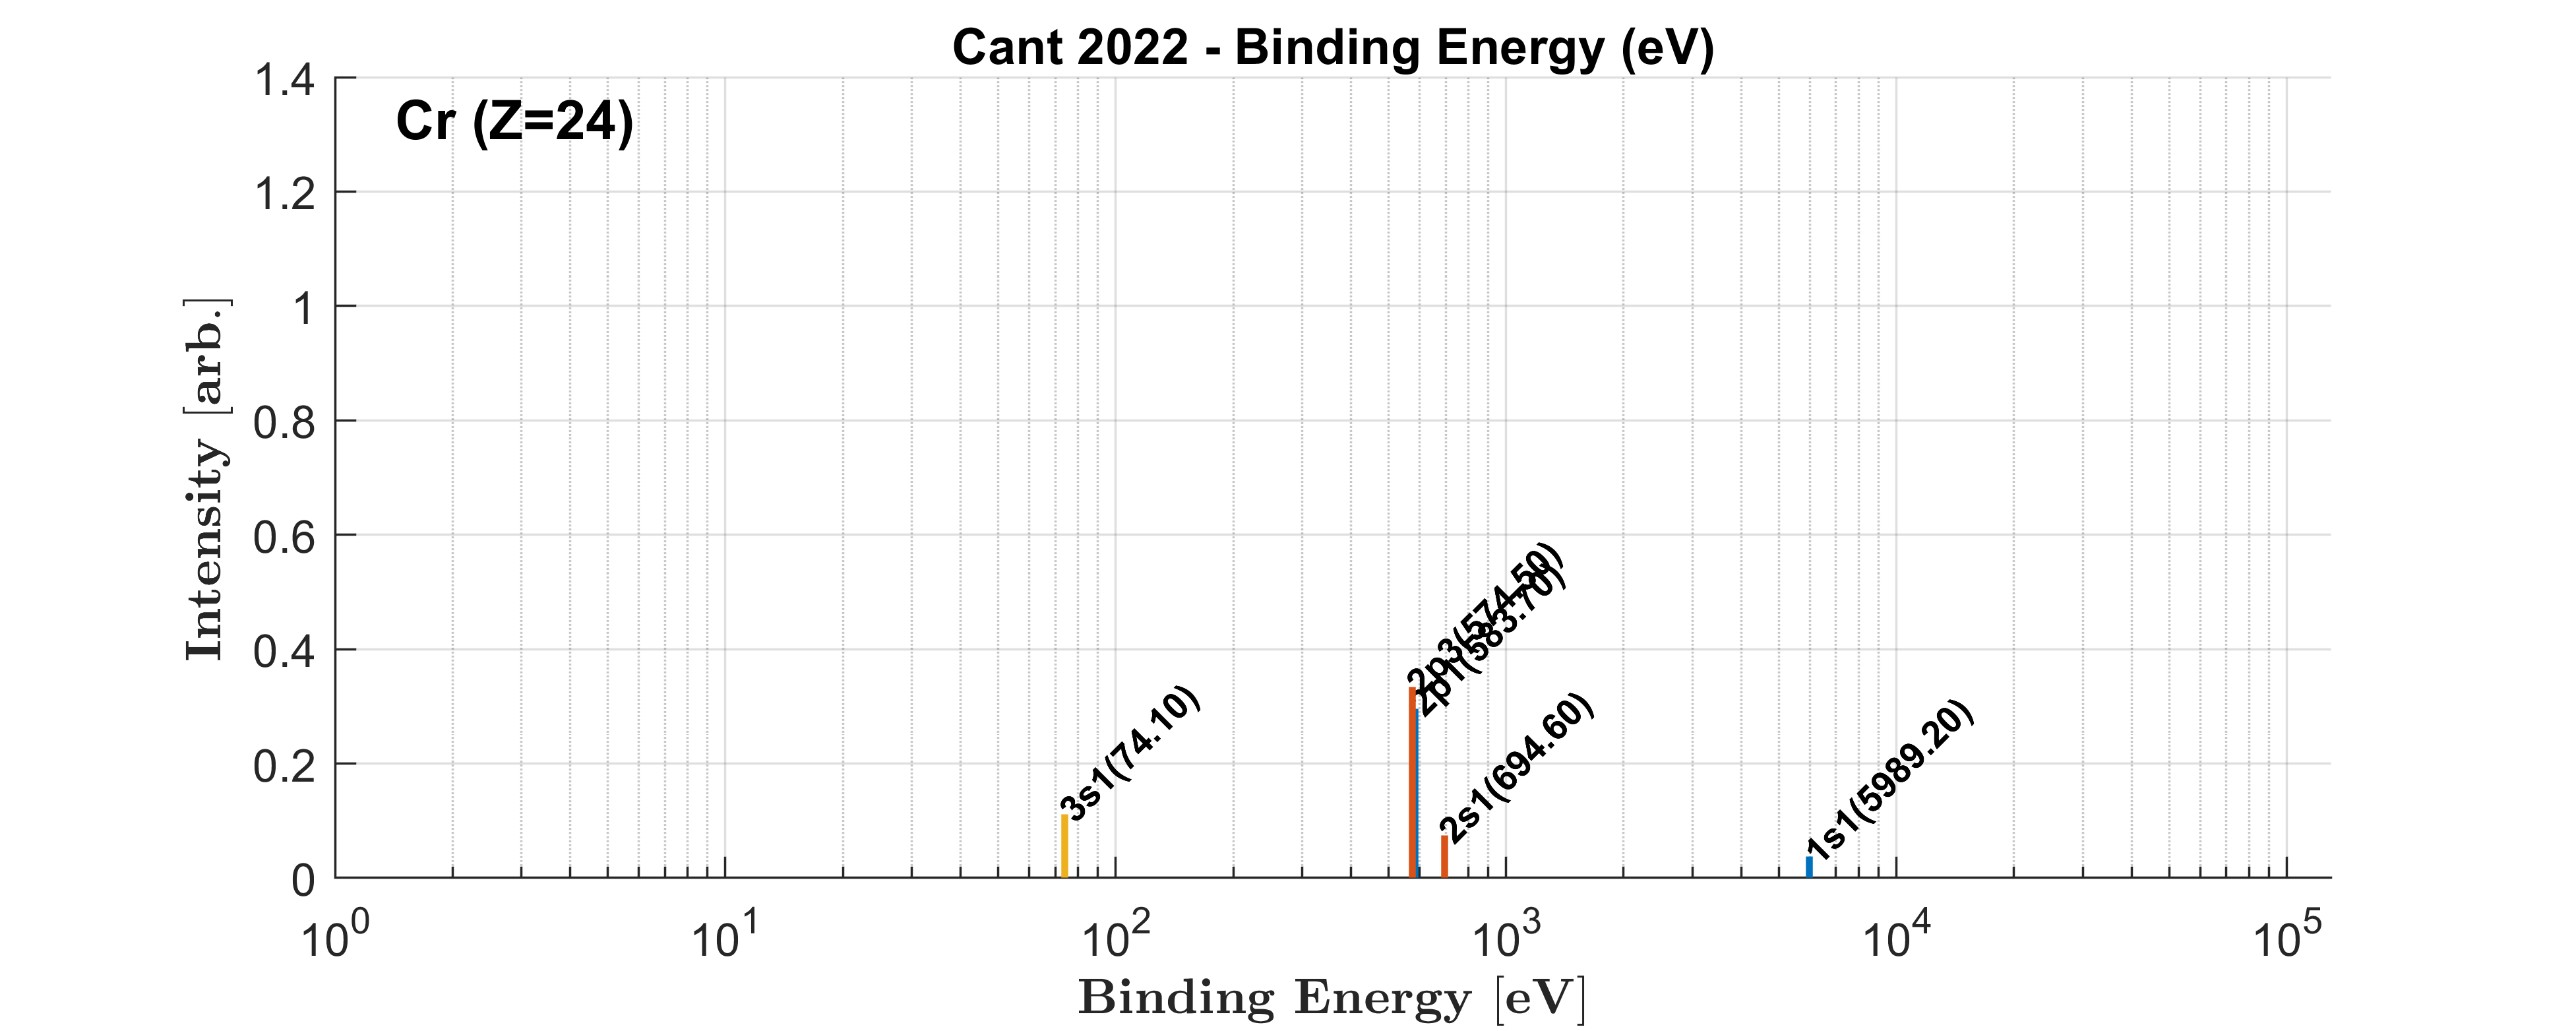 Cant 2022 - Binding Energy (eV)
Cr (Z=24)
Intensity [arb.]
1.4
1.2
1
0.8
0.6
0.4
0.2
0
3s1(74.10)
2p3(574.50)
2p1(583.70)
2s1(694.60)
1s1(5989.20)
10^0 10^1 10^2 10^3 10^4 10^5
Binding Energy [eV]